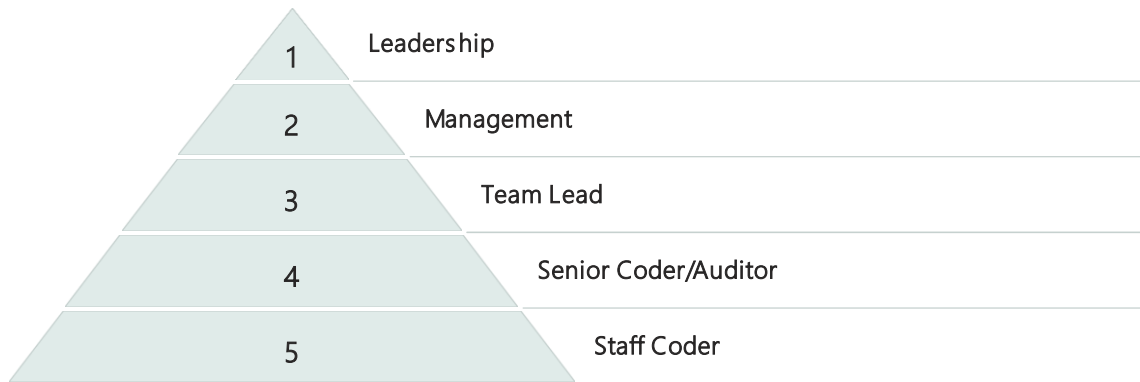 1 Leadership
2 Management
3 Team Lead
4 Senior Coder/Auditor
5 Staff Coder